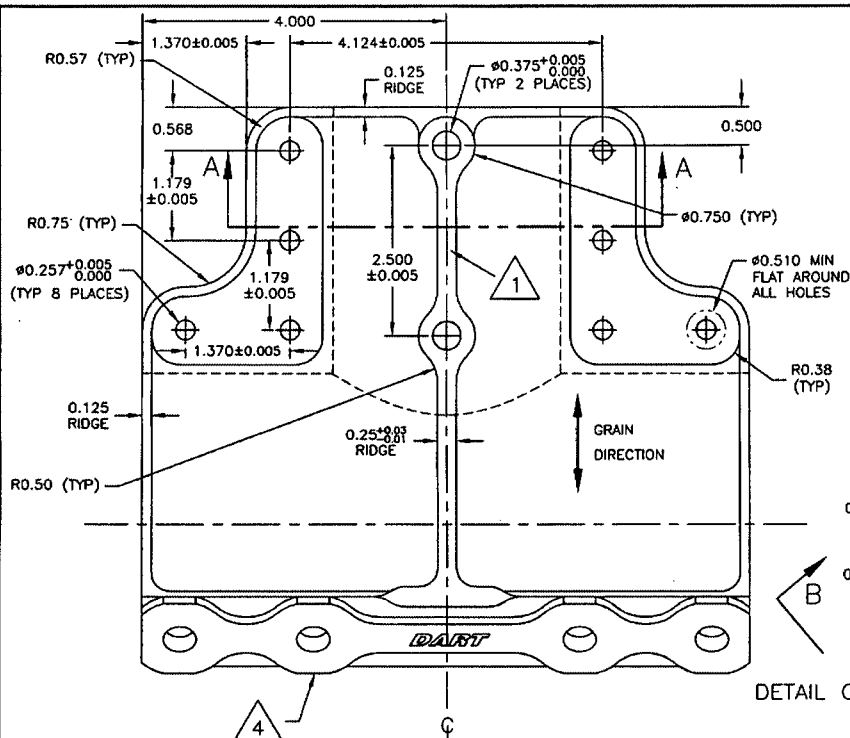 4.000
1.370±0.005
4.124±0.005
R0.57 (TYP)
0.125
RIDGE
ø0.375+0.005
0.000
(TYP 2 PLACES)
0.568
0.500
A
A
1.179
±0.005
R0.75 (TYP)
ø0.750 (TYP)
2.500
±0.005
ø0.257+0.005
0.000
(TYP 8 PLACES)
1.179
±0.005
1
ø0.510 MIN
FLAT AROUND
ALL HOLES
1.370±0.005
R0.38
(TYP)
0.125
RIDGE
0.25+0.03
-0.01
RIDGE
GRAIN
DIRECTION
R0.50 (TYP)
B
DART
DETAIL
4
℄